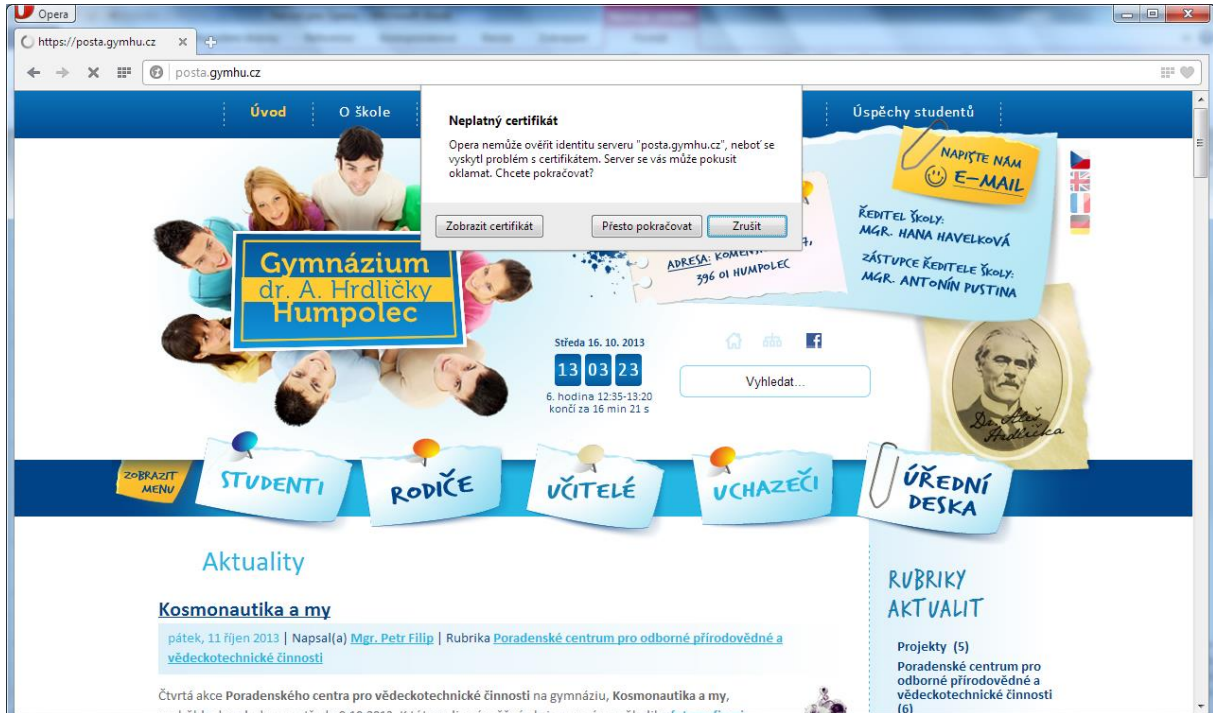 Opera
https://posta.gymhu.cz
posta.gymhu.cz
Úvod
O škole
Úspěchy studentů
Neplatný certifikát
Opera nemůže ověřit identitu serveru "posta.gymhu.cz", neboť se
vyskytl problém s certifikátem. Server se vás může pokusit
oklamat. Chcete pokračovat?
Zobrazit certifikát
Přesto pokračovat
Zrušit
NAPIŠTE NÁM
E-MAIL
ŘEDITEL ŠKOLY:
MGR. HANA HAVELKOVÁ
ZÁSTUPCE ŘEDITELE ŠKOLY:
MGR. ANTONÍN PUSTINA
ADRESA:
396 01 HUMPOLEC
Gymnázium
dr. A. Hrdličky
Humpolec
Středa 16. 10. 2013
13 03 23
6. hodina 12:35-13:20
končí za 16 min 21 s
Vyhledat...
Dr. Aleš
Hrdlička
ZOBRAZIT
MENU
STUDENTI
RODIČE
UČITELÉ
UCHAZEČI
ÚŘEDNÍ
DESKA
Aktuality
Kosmonautika a my
pátek, 11 říjen 2013 | Napsal(a) Mgr. Petr Filip | Rubrika Poradenské centrum pro odborné přírodovědné a
vědeckotechnické činnosti
Čtvrtá akce Poradenského centra pro vědeckotechnické činnosti na gymnáziu, Kosmonautika a my,
RUBRIKY
AKTUALIT
Projekty (5)
Poradenské centrum pro
odborné přírodovědné a
vědeckotechnické činnosti
(6)